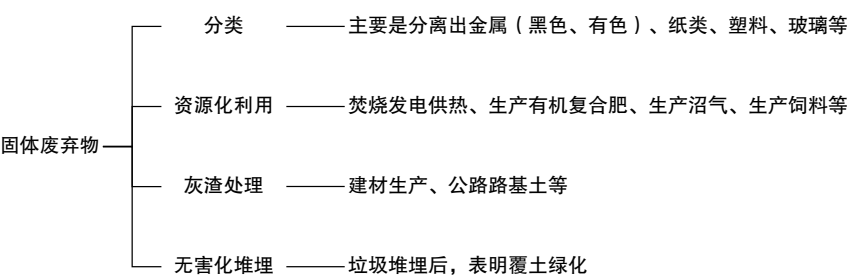 分类 主要是分离出金属（黑色、有色）、纸类、塑料、玻璃等
资源化利用 焚烧发电供热、生产有机复合肥、生产沼气、生产饲料等
固体废弃物
灰渣处理 建材生产、公路路基土等
无害化堆埋 垃圾堆埋后，表明覆土绿化